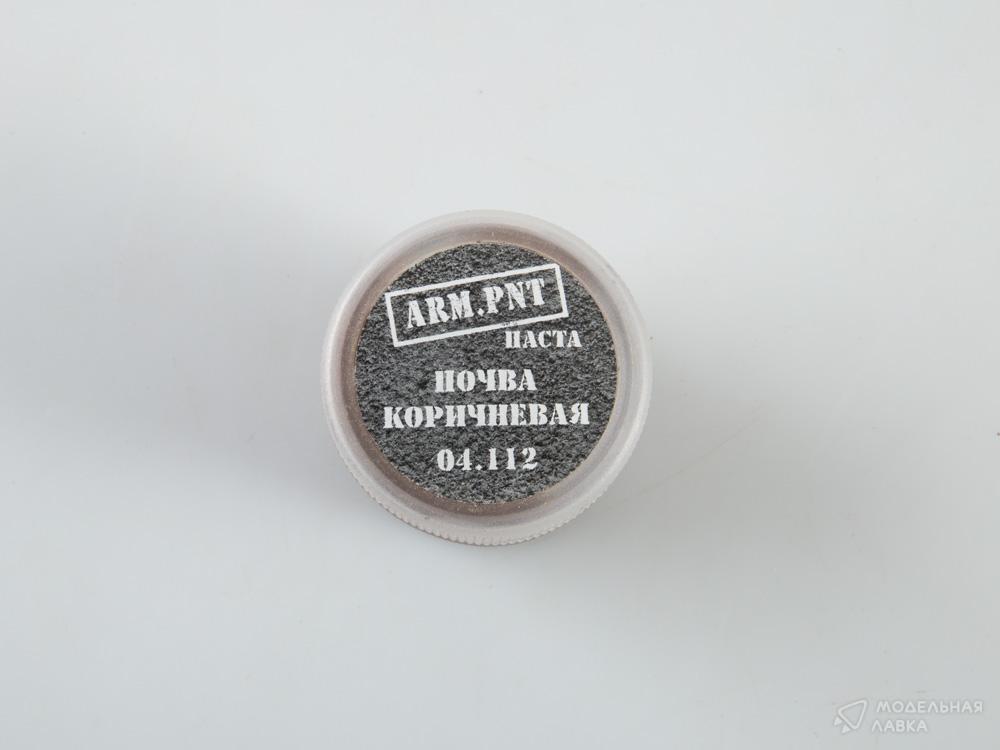 ARM.PNT
ПАСТА
ПОЧВА
КОРИЧНЕВАЯ
04.112
МОДЕЛЬНАЯ
ЛАВКА